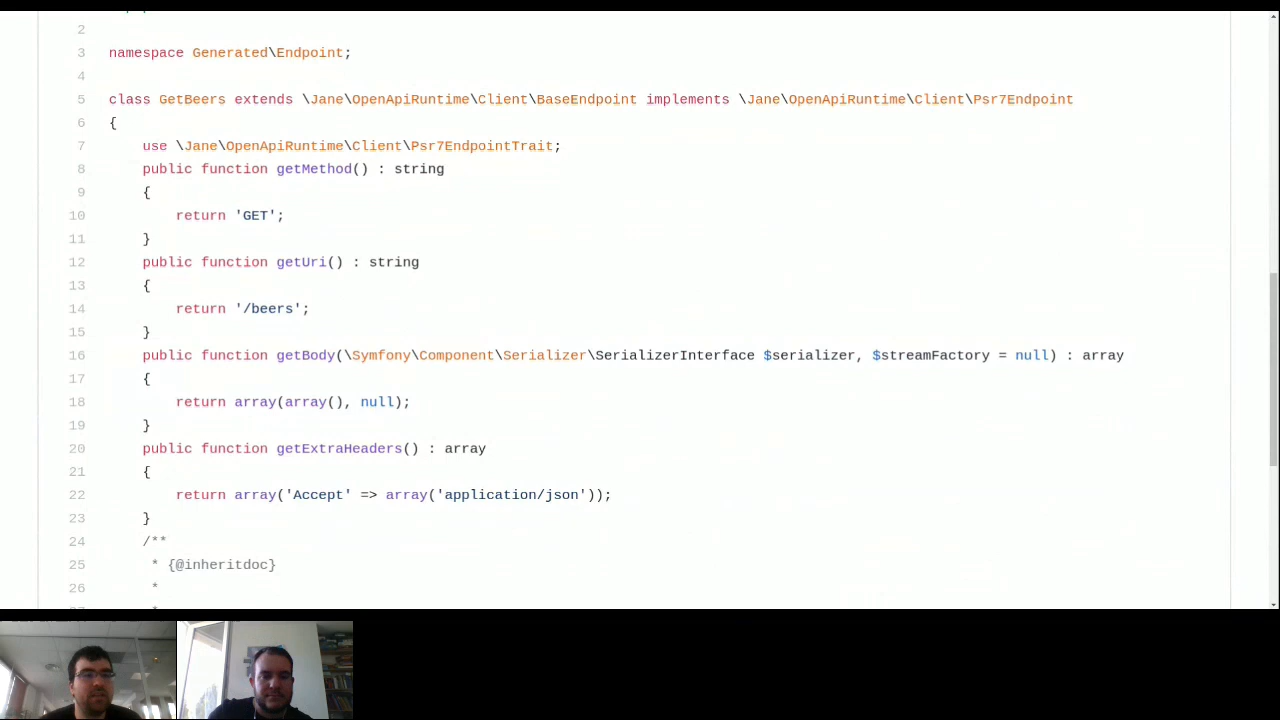 2
3 namespace Generated\Endpoint;
4
5 class GetBeers extends \Jane\OpenApiRuntime\Client\BaseEndpoint implements \Jane\OpenApiRuntime\Client\Psr7Endpoint
6 {
7 use \Jane\OpenApiRuntime\Client\Psr7EndpointTrait;
8 public function getMethod() : string
9 {
10 return 'GET';
11 }
12 public function getUri() : string
13 {
14 return '/beers';
15 }
16 public function getBody(\Symfony\Component\Serializer\SerializerInterface $serializer, $streamFactory = null) : array
17 {
18 return array(array(), null);
19 }
20 public function getExtraHeaders() : array
21 {
22 return array('Accept' => array('application/json'));
23 }
24 /**
25 * {@inheritdoc}
26 *